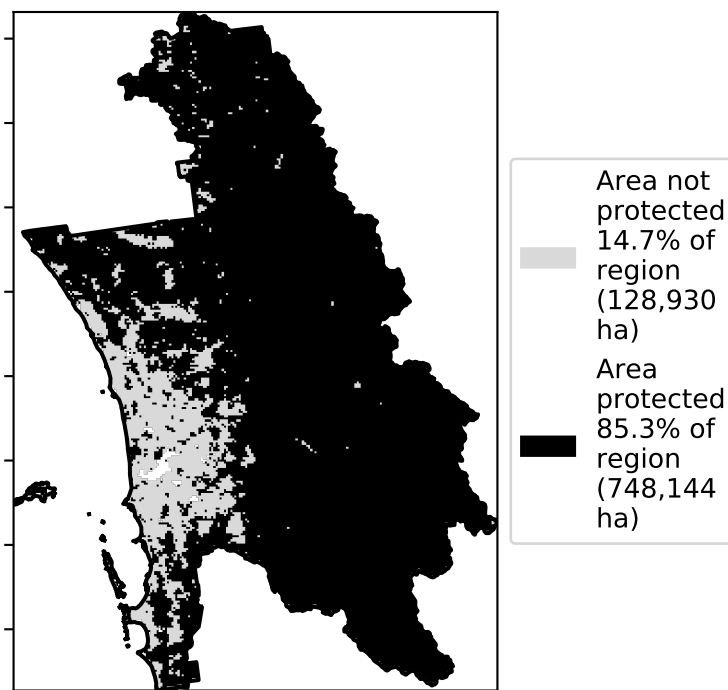 Area not
protected
14.7% of
region
(128,930
ha)
Area
protected
85.3% of
region
(748,144
ha)